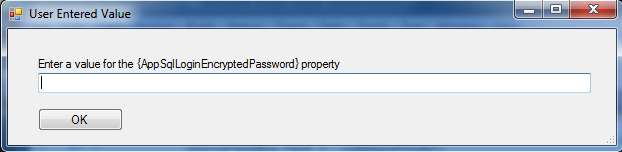 User Entered Value
Enter a value for the {AppSqlLoginEncryptedPassword} property
OK